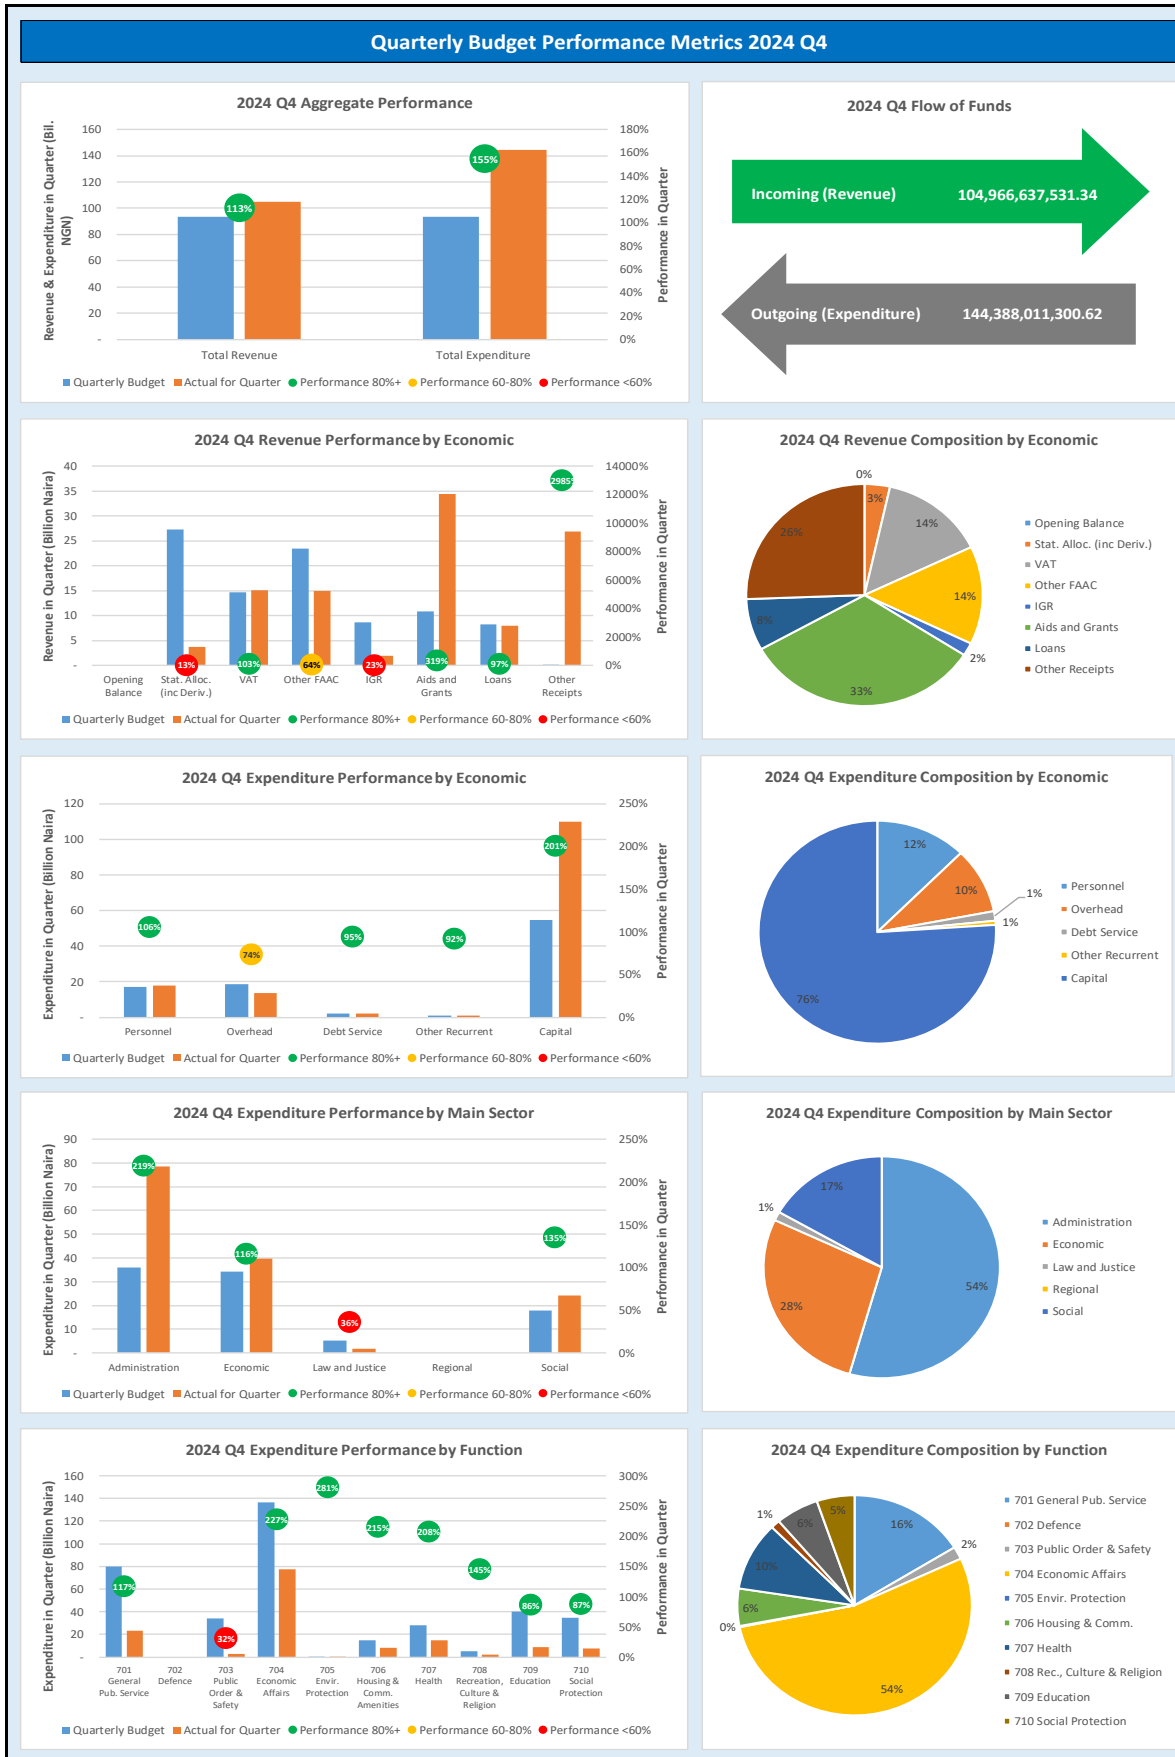 Quarterly Budget Performance Metrics 2024 Q4
2024 Q4 Aggregate Performance
Revenue & Expenditure in Quarter (Bil.
NGN)
160
140
120
100
80
60
40
20
-
113%
155%
180%
160%
140%
120%
100%
80%
60%
40%
20%
0%
Performance in Quarter
Total Revenue
Total Expenditure
Quarterly Budget
Actual for Quarter
Performance 80%+
Performance 60-80%
Performance <60%
2024 Q4 Flow of Funds
Incoming (Revenue) 104,966,637,531.34
Outgoing (Expenditure) 144,388,011,300.62
2024 Q4 Revenue Performance by Economic
Revenue in Quarter (Billion Naira)
40
35
30
25
20
15
10
5
-
13%
103%
64%
23%
319%
97%
2985%
14000%
12000%
10000%
8000%
6000%
4000%
2000%
0%
Performance in Quarter
Opening
Balance
Stat. Alloc.
(inc Deriv.)
VAT
Other FAAC
IGR
Aids and
Grants
Loans
Other
Receipts
Quarterly Budget
Actual for Quarter
Performance 80%+
Performance 60-80%
Performance <60%
2024 Q4 Revenue Composition by Economic
0%
3%
14%
14%
2%
33%
8%
26%
Opening Balance
Stat. Alloc. (inc Deriv.)
VAT
Other FAAC
IGR
Aids and Grants
Loans
Other Receipts
2024 Q4 Expenditure Performance by Economic
Expenditure in Quarter (Billion Naira)
120
100
80
60
40
20
-
106%
74%
95%
92%
201%
250%
200%
150%
100%
50%
0%
Performance in Quarter
Personnel
Overhead
Debt Service
Other Recurrent
Capital
Quarterly Budget
Actual for Quarter
Performance 80%+
Performance 60-80%
Performance <60%
2024 Q4 Expenditure Composition by Economic
12%
10%
1%
1%
76%
Personnel
Overhead
Debt Service
Other Recurrent
Capital
2024 Q4 Expenditure Performance by Main Sector
Expenditure in Quarter (Billion Naira)
90
80
70
60
50
40
30
20
10
-
219%
116%
36%
135%
250%
200%
150%
100%
50%
0%
Performance in Quarter
Administration
Economic
Law and Justice
Regional
Social
Quarterly Budget
Actual for Quarter
Performance 80%+
Performance 60-80%
Performance <60%
2024 Q4 Expenditure Composition by Main Sector
54%
28%
1%
17%
Administration
Economic
Law and Justice
Regional
Social
2024 Q4 Expenditure Performance by Function
Expenditure in Quarter (Billion Naira)
160
140
120
100
80
60
40
20
-
117%
32%
227%
281%
215%
208%
145%
86%
87%
300%
250%
200%
150%
100%
50%
0%
Performance in Quarter
701
General
Pub. Service
702
Defence
703
Public
Order &
Safety
704
Economic
Affairs
705
Envir.
Protection
706
Housing &
Comm.
Amenities
707
Health
708
Recreation,
Culture &
Religion
709
Education
710
Social
Protection
Quarterly Budget
Actual for Quarter
Performance 80%+
Performance 60-80%
Performance <60%
2024 Q4 Expenditure Composition by Function
16%
2%
54%
0%
6%
10%
1%
6%
5%
701 General Pub. Service
702 Defence
703 Public Order & Safety
704 Economic Affairs
705 Envir. Protection
706 Housing & Comm.
707 Health
708 Rec., Culture & Religion
709 Education
710 Social Protection